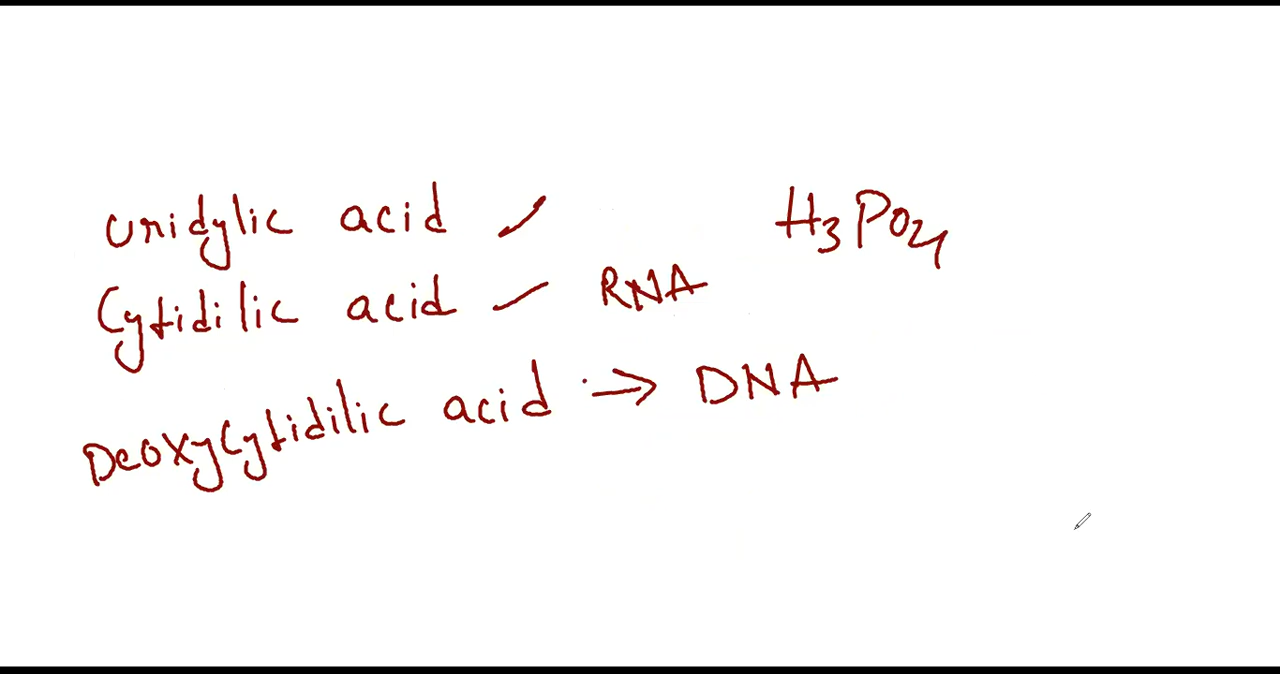 Uridylic acid ✓ H3PO4
Cytidilic acid – RNA
Deoxycytidilic acid → DNA